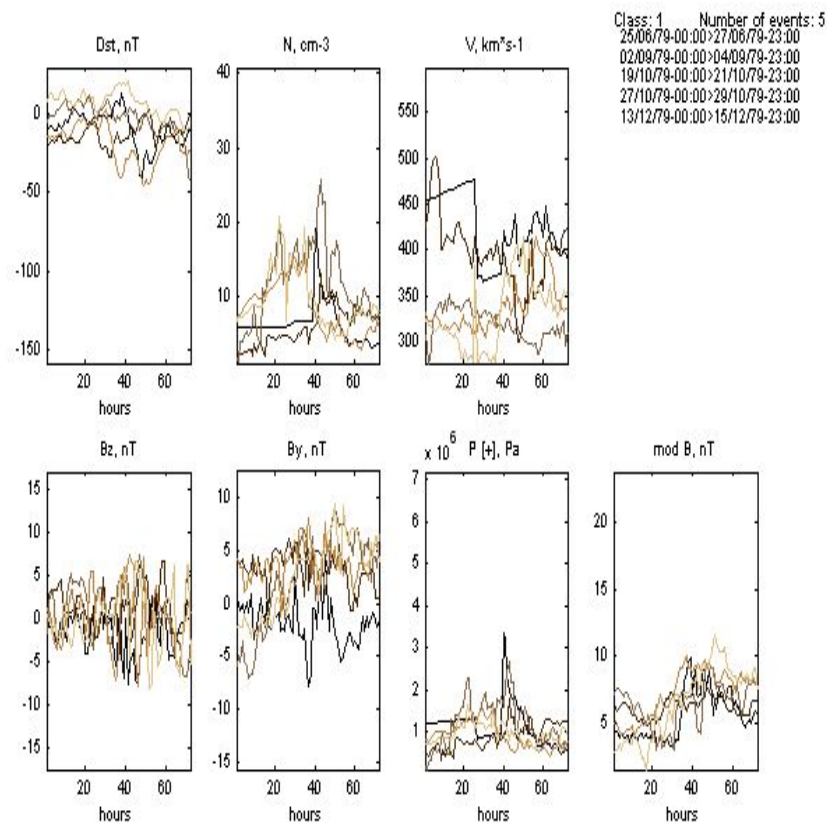 Class: 1 Number of events: 5
25/06/79-00:00>27/06/79-23:00
02/09/79-00:00>04/09/79-23:00
19/10/79-00:00>21/10/79-23:00
27/10/79-00:00>29/10/79-23:00
13/12/79-00:00>15/12/79-23:00
Dst, nT
0
-50
-100
-150
20 40 60
hours
N, cm-3
40
30
20
10
20 40 60
hours
V, km*s-1
550
500
450
400
350
300
20 40 60
hours
Bz, nT
15
10
5
0
-5
-10
-15
20 40 60
hours
By, nT
10
5
0
-5
-10
-15
20 40 60
hours
x 10^6 P [+], Pa
7
6
5
4
3
2
1
20 40 60
hours
mod B, nT
20
15
10
5
20 40 60
hours